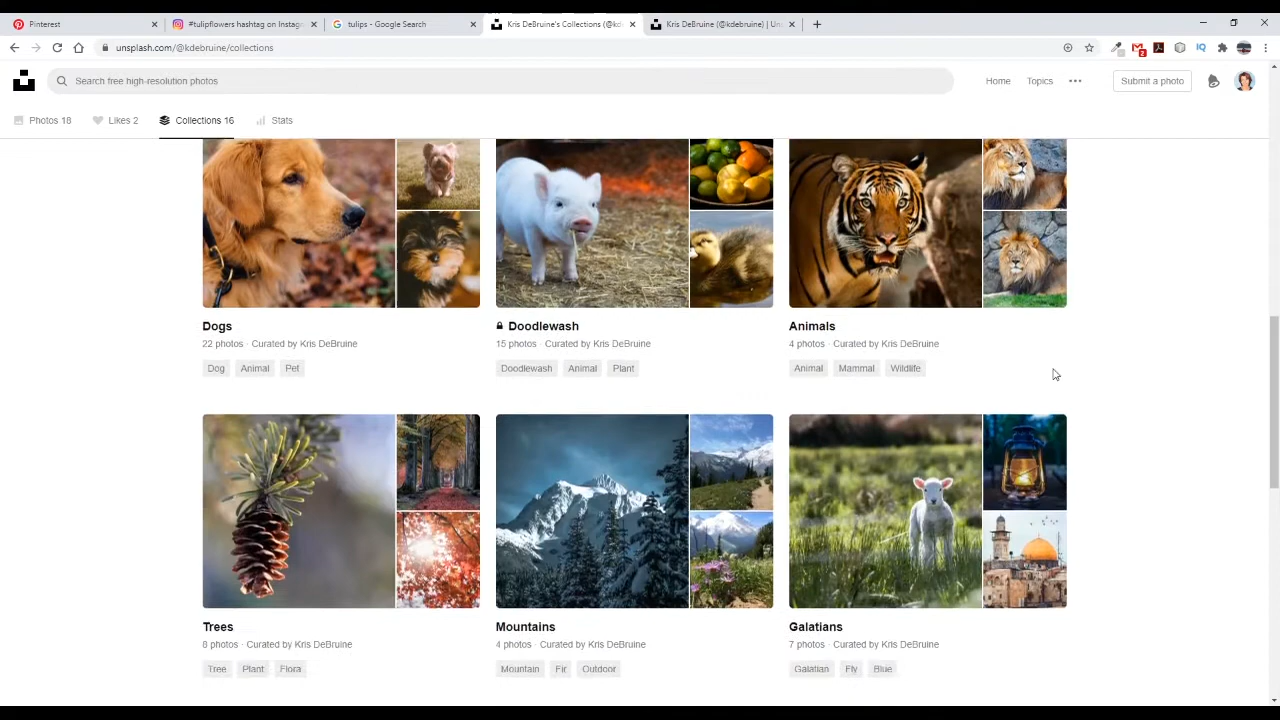 Pinterest
#tulipflowers hashtag on Instagr
tulips - Google Search
Kris DeBruine's Collections (@kd
Kris DeBruine (@kdebruine) | Un
unsplash.com/@kdebruine/collections
Search free high-resolution photos
Home
Topics
Submit a photo
Photos 18
Likes 2
Collections 16
Stats
Dogs
22 photos · Curated by Kris DeBruine
Dog Animal Pet
Doodlewash
15 photos · Curated by Kris DeBruine
Doodlewash Animal Plant
Animals
4 photos · Curated by Kris DeBruine
Animal Mammal Wildlife
Trees
8 photos · Curated by Kris DeBruine
Tree Plant Flora
Mountains
4 photos · Curated by Kris DeBruine
Mountain Fir Outdoor
Galatians
7 photos · Curated by Kris DeBruine
Galatian Fly Blue